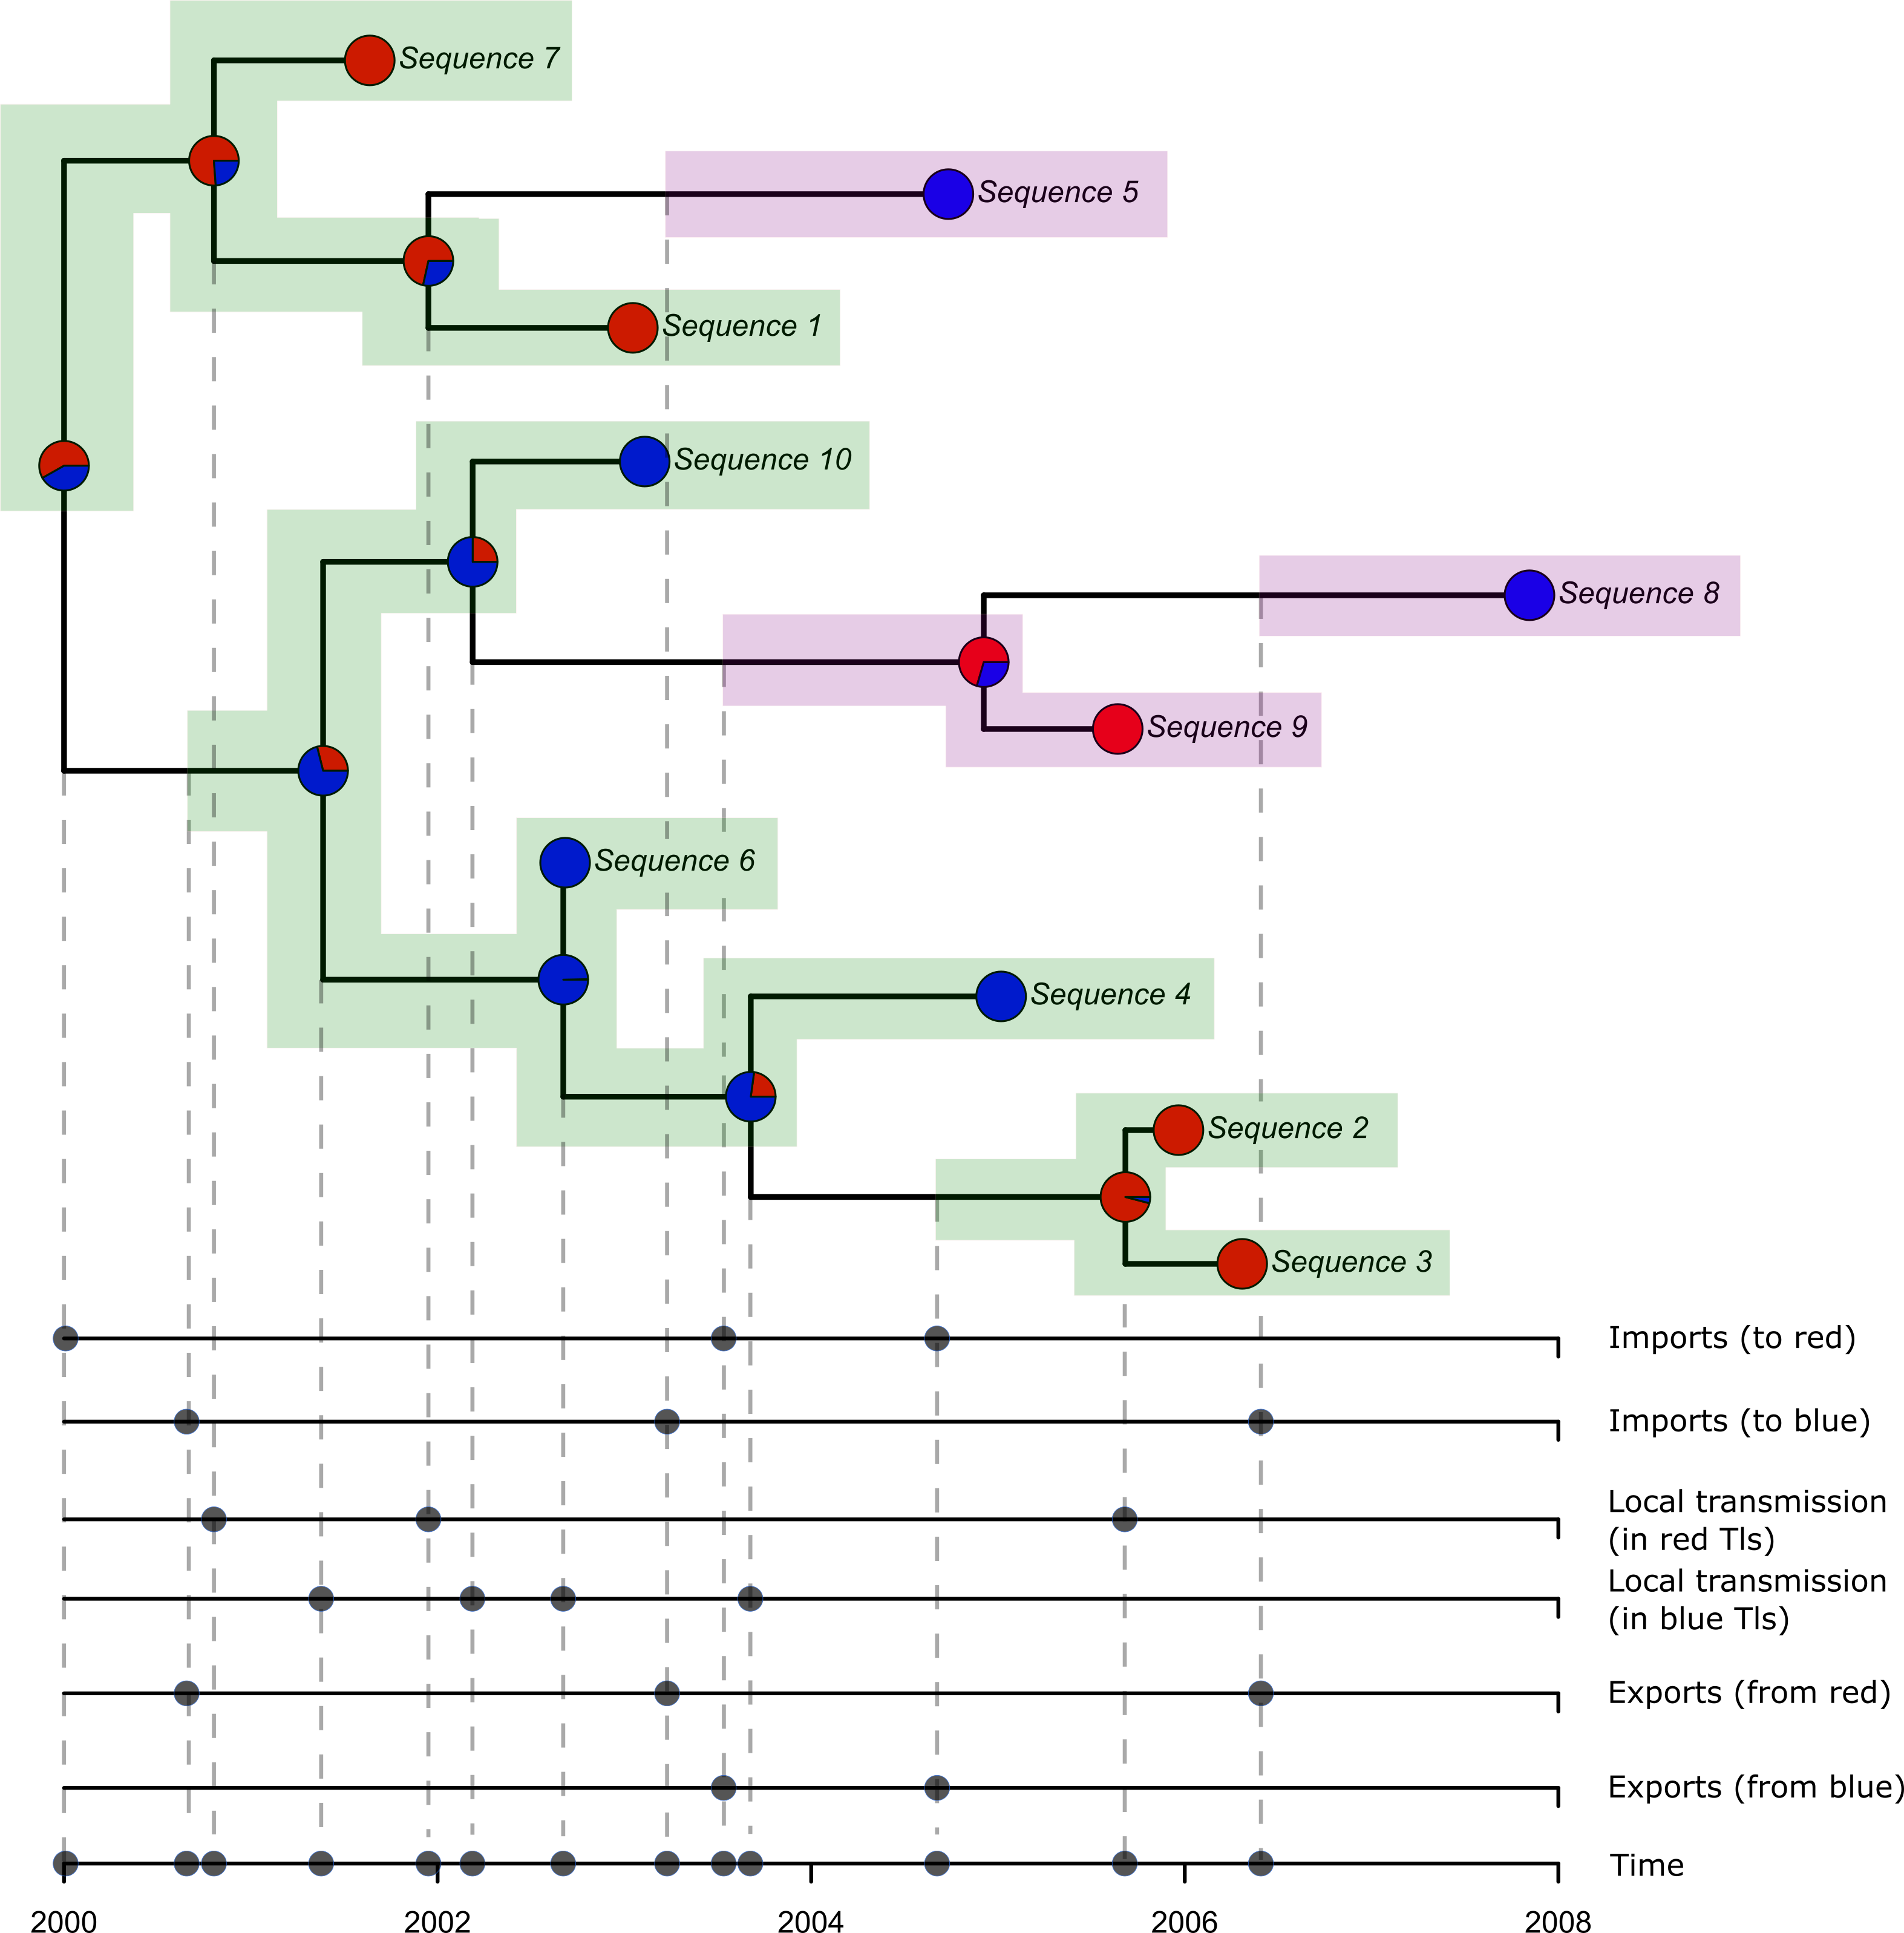 Sequence 7
Sequence 5
Sequence 1
Sequence 10
Sequence 8
Sequence 9
Sequence 6
Sequence 4
Sequence 2
Sequence 3
Imports (to red)
Imports (to blue)
Local transmission
(in red Tls)
Local transmission
(in blue Tls)
Exports (from red)
Exports (from blue)
Time
2000 2002 2004 2006 2008